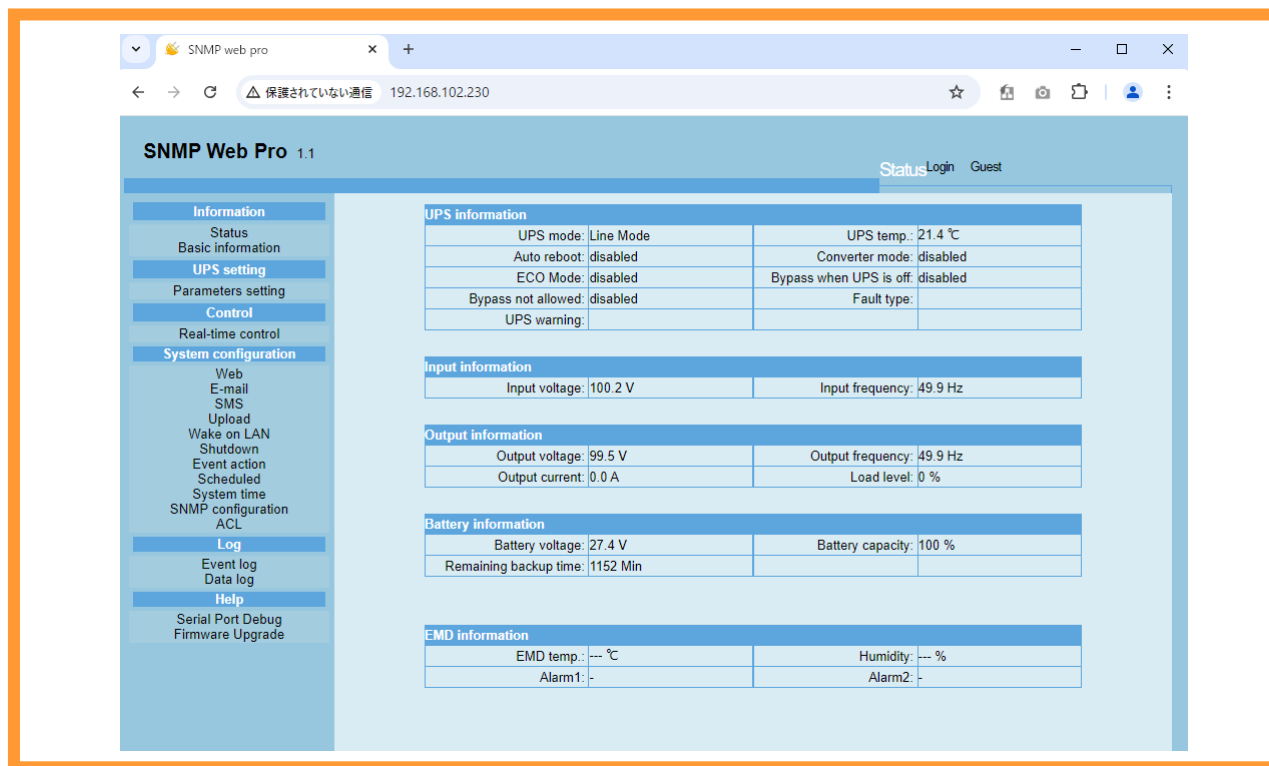 SNMP web pro
保護されていない通信 192.168.102.230
SNMP Web Pro 1.1
Status Login Guest
Information
Status
Basic information
UPS setting
Parameters setting
Control
Real-time control
System configuration
Web
E-mail
SMS
Upload
Wake on LAN
Shutdown
Event action
Scheduled
System time
SNMP configuration
ACL
Log
Event log
Data log
Help
Serial Port Debug
Firmware Upgrade
UPS information
UPS mode: Line Mode UPS temp.: 21.4 ℃
Auto reboot: disabled Converter mode: disabled
ECO Mode: disabled Bypass when UPS is off: disabled
Bypass not allowed: disabled Fault type:
UPS warning:
Input information
Input voltage: 100.2 V Input frequency: 49.9 Hz
Output information
Output voltage: 99.5 V Output frequency: 49.9 Hz
Output current: 0.0 A Load level: 0 %
Battery information
Battery voltage: 27.4 V Battery capacity: 100 %
Remaining backup time: 1152 Min
EMD information
EMD temp.: --- ℃ Humidity: --- %
Alarm1: - Alarm2: -